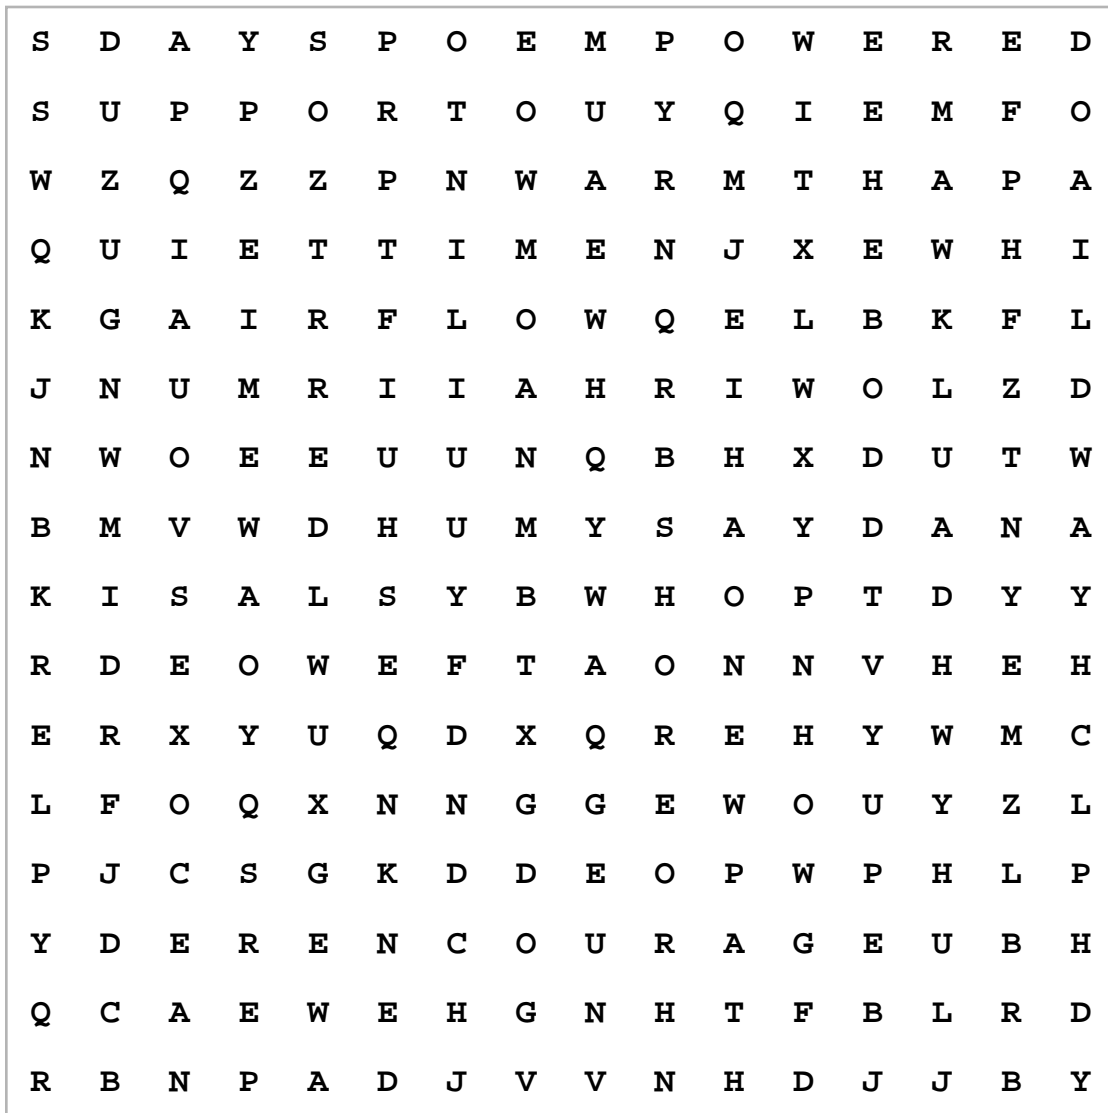 S D A Y S P O E M P O W E R E D
S U P P O R T O U Y Q I E M F O
W Z Q Z Z P N W A R M T H A P A
Q U I E T T I M E N J X E W H I
K G A I R F L O W Q E L B K F L
J N U M R I I A H R I W O L Z D
N W O E E U U N Q B H X D U T W
B M V W D H U M Y S A Y D A N A
K I S A L S Y B W H O P T D Y Y
R D E O W E F T A O N N V H E H
E R X Y U Q D X Q R E H Y W M C
L F O Q X N N G G E W O U Y Z L
P J C S G K D D E O P W P H L P
Y D E R E N C O U R A G E U B H
Q C A E W E H G N H T F B L R D
R B N P A D J V V N H D J J B Y